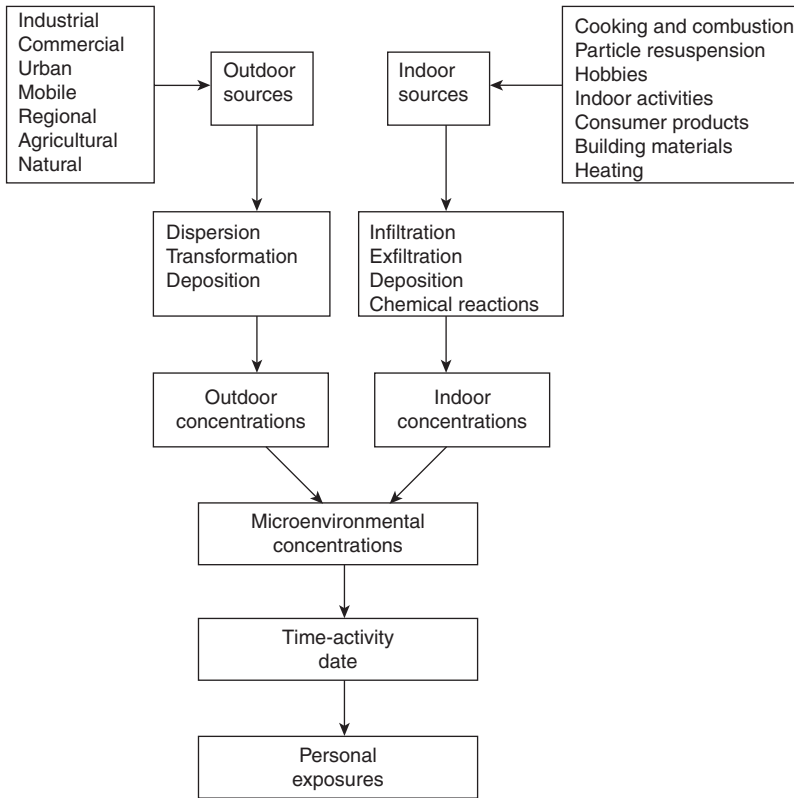 Industrial
Commercial
Urban
Mobile
Regional
Agricultural
Natural
Outdoor
sources
Indoor
sources
Cooking and combustion
Particle resuspension
Hobbies
Indoor activities
Consumer products
Building materials
Heating
Dispersion
Transformation
Deposition
Infiltration
Exfiltration
Deposition
Chemical reactions
Outdoor
concentrations
Indoor
concentrations
Microenvironmental
concentrations
Time-activity
date
Personal
exposures